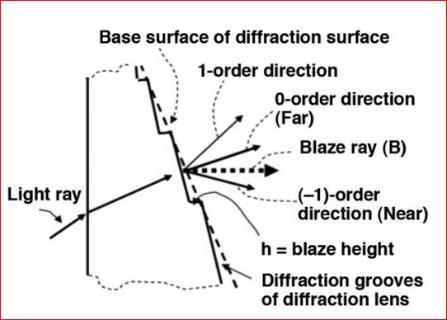 Base surface of diffraction surface
1-order direction
0-order direction
(Far)
Blaze ray (B)
Light ray
(–1)-order
direction (Near)
h = blaze height
Diffraction grooves
of diffraction lens